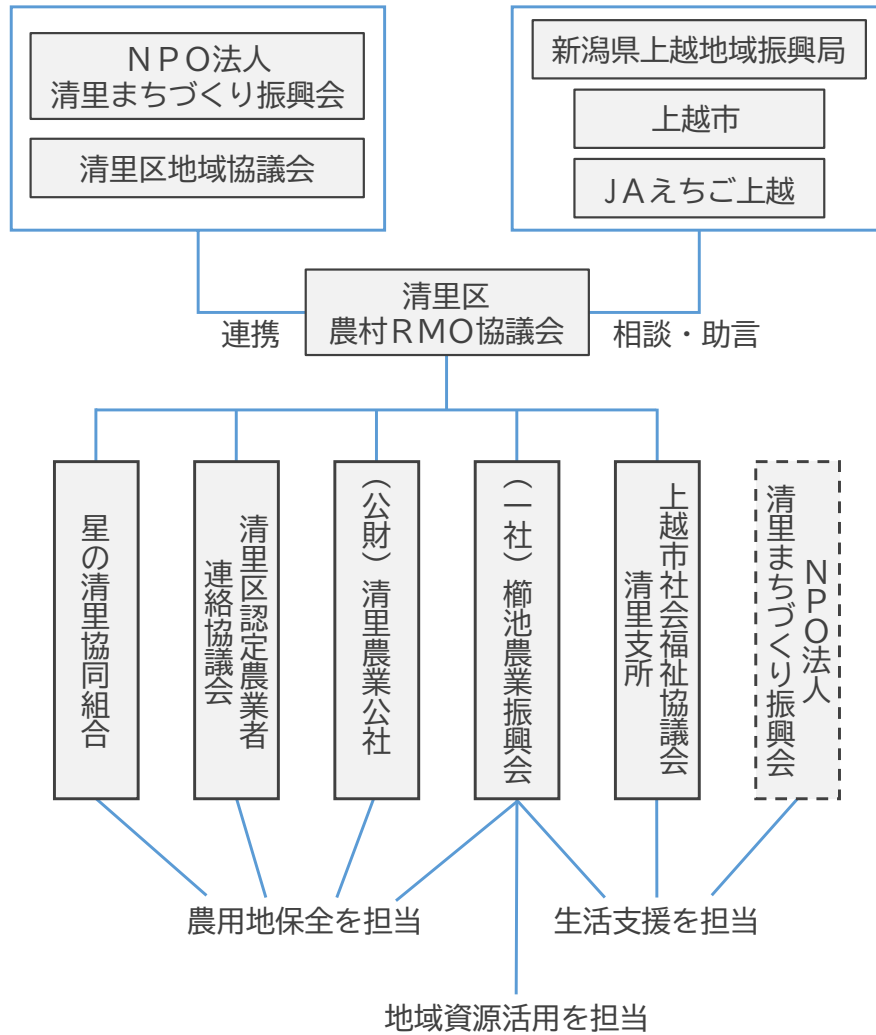 ＮＰＯ法人
清里まちづくり振興会
清里区地域協議会
新潟県上越地域振興局
上越市
ＪＡえちご上越
清里区
農村ＲＭＯ協議会
連携
相談・助言
星の清里協同組合
清里区認定農業者
連絡協議会
（公財）清里農業公社
（一社）櫛池農業振興会
上越市社会福祉協議会
清里支所
ＮＰＯ法人
清里まちづくり振興会
農用地保全を担当
生活支援を担当
地域資源活用を担当